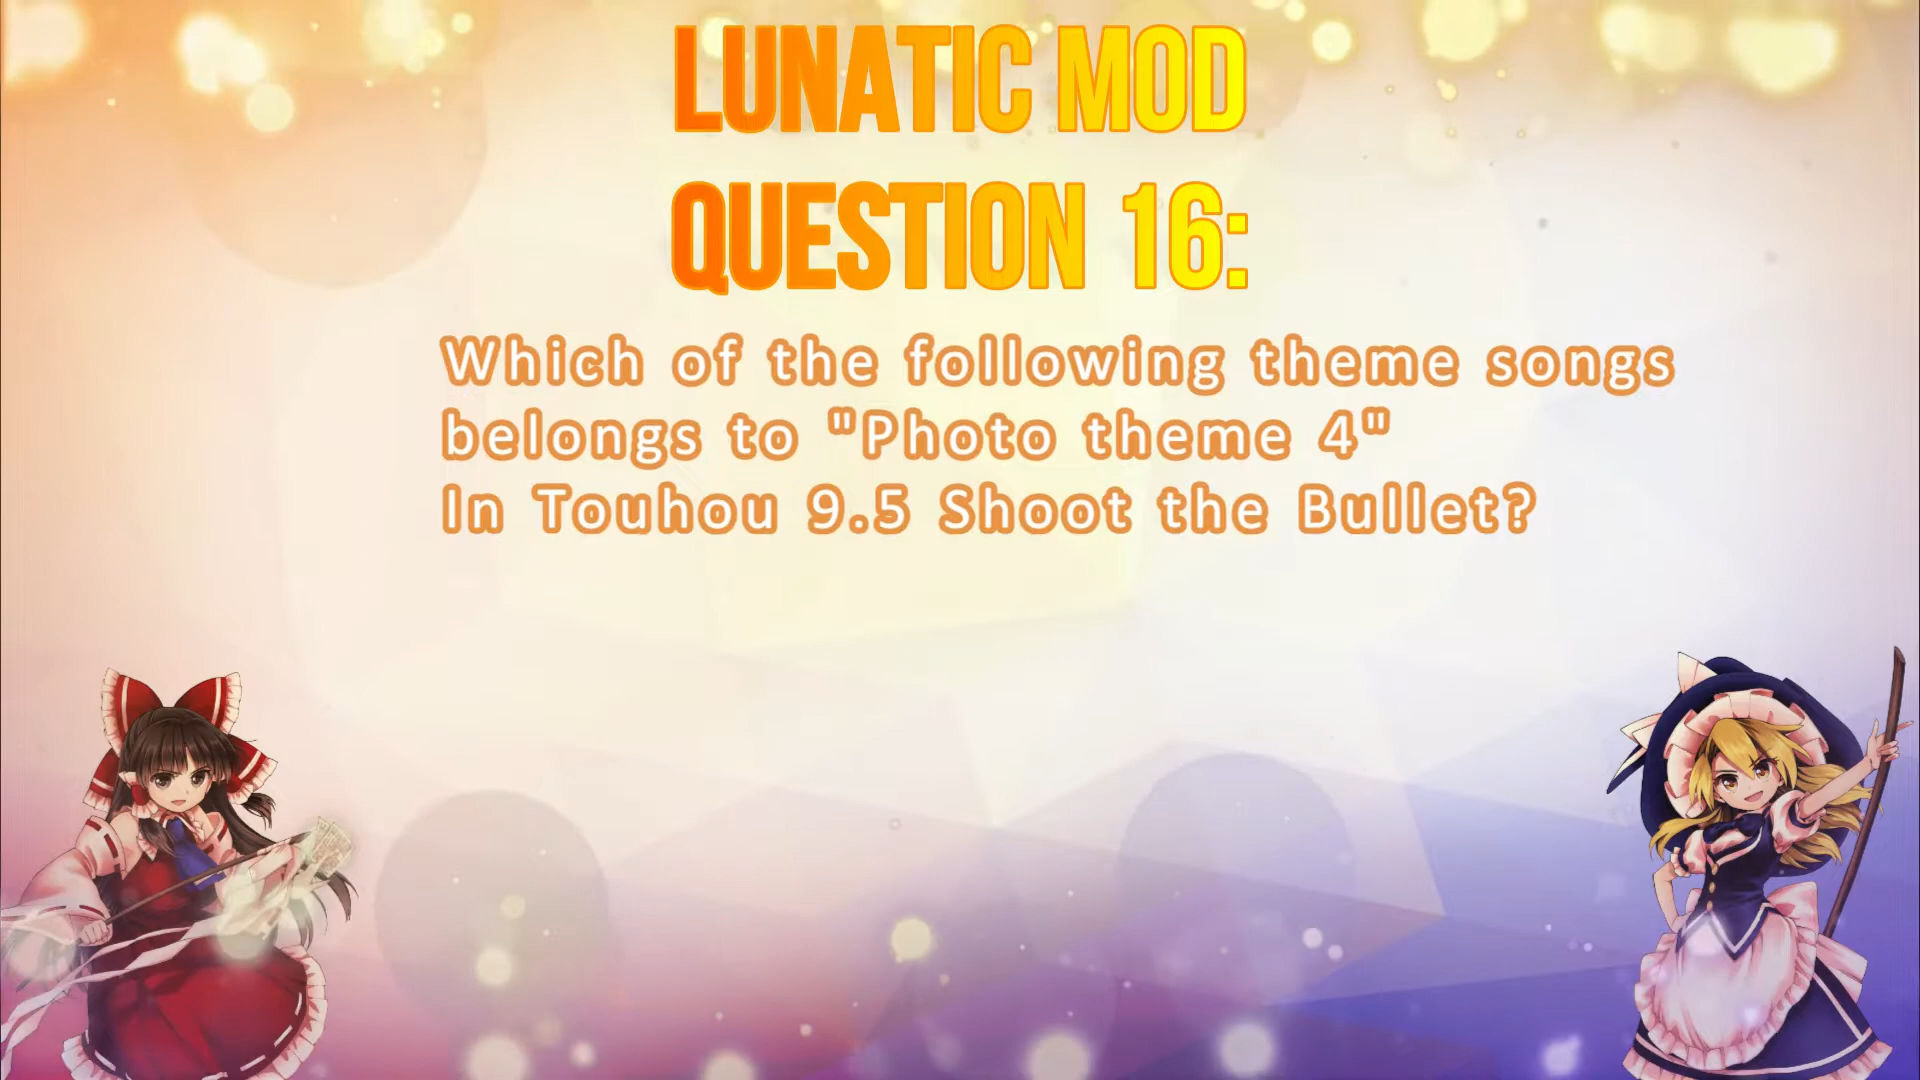 LUNATIC MOD
QUESTION 16:
Which of the following theme songs
belongs to "Photo theme 4"
In Touhou 9.5 Shoot the Bullet?